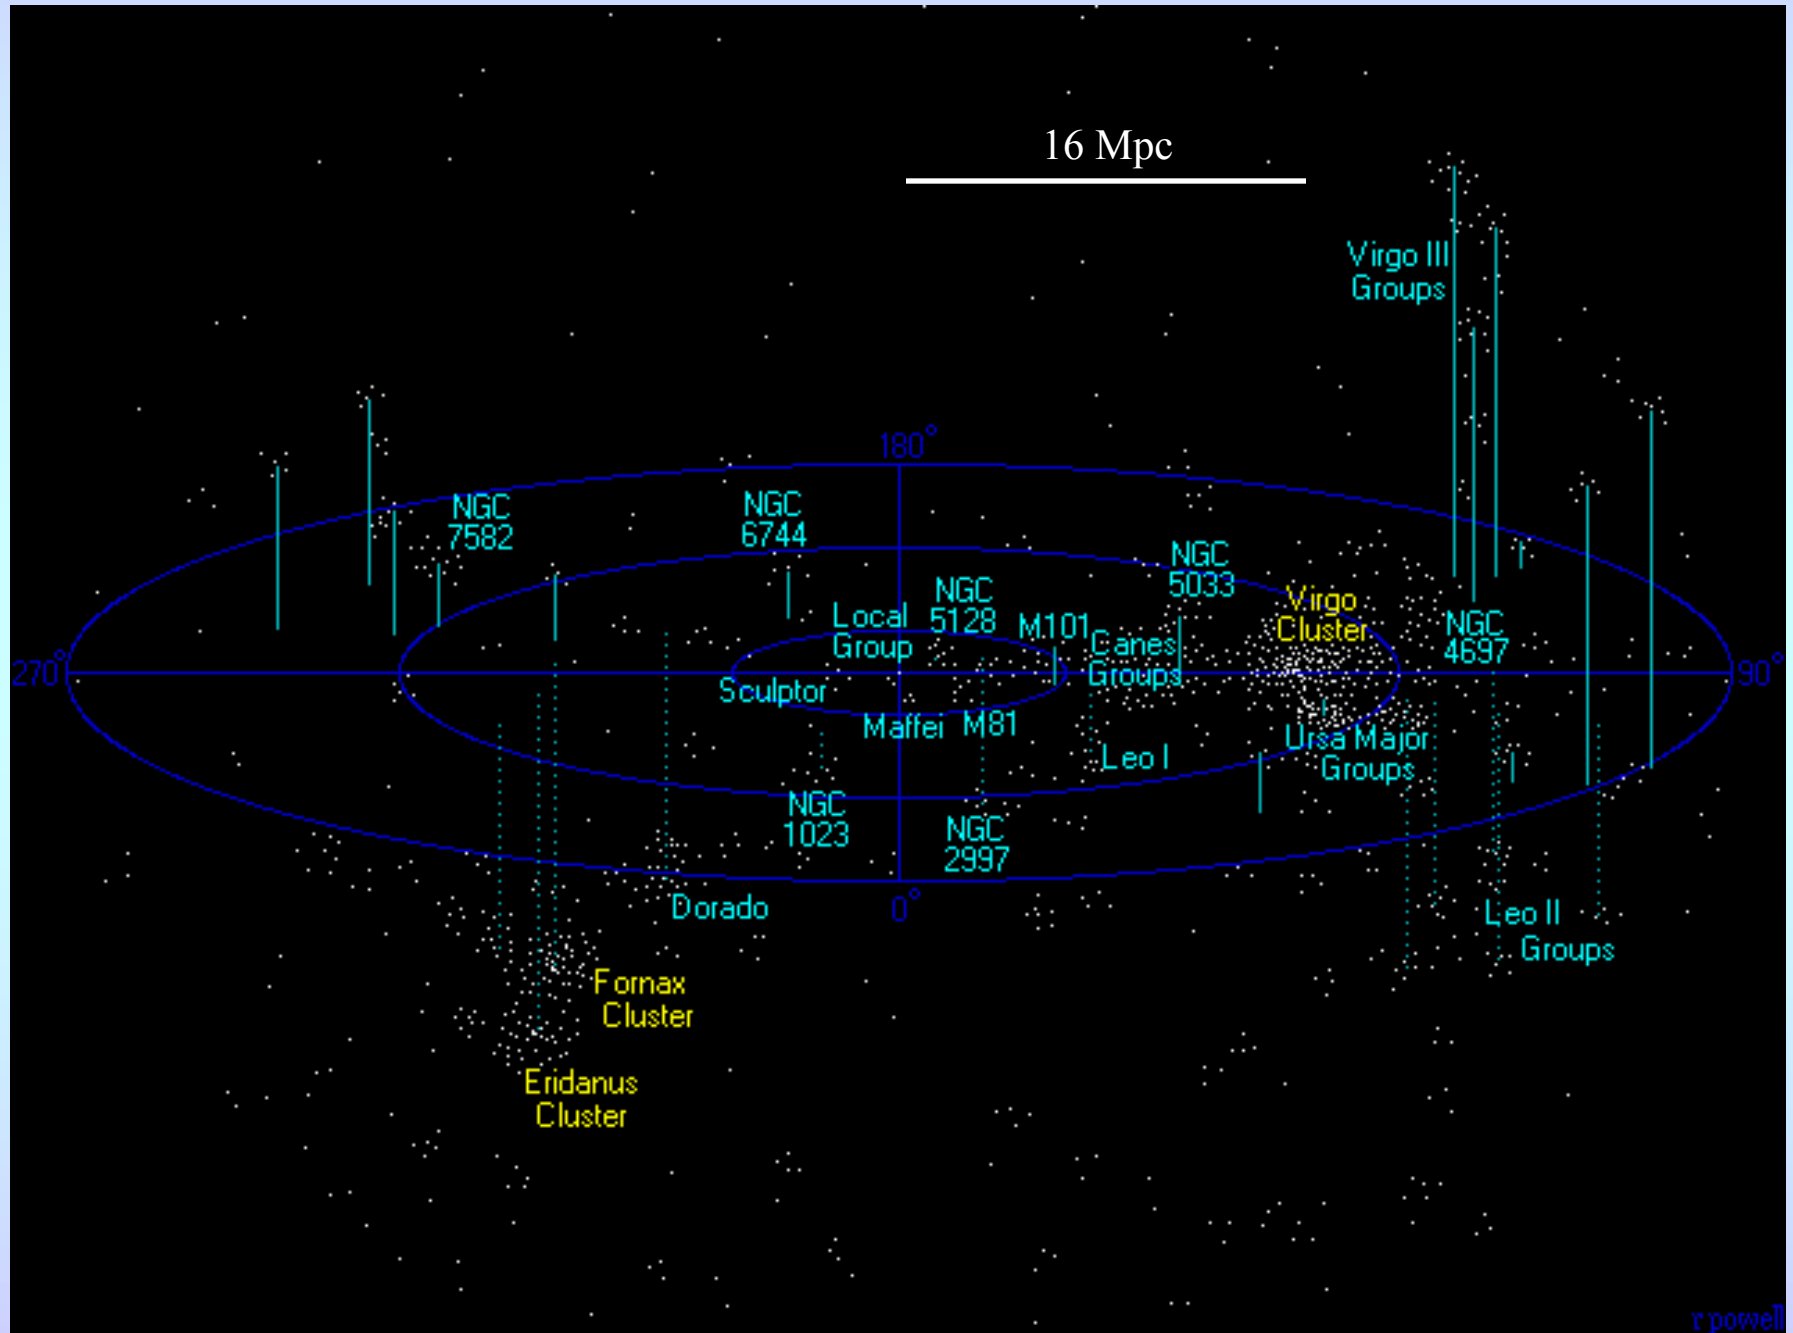 16 Mpc
Virgo III
Groups
180°
NGC
7582
NGC
6744
NGC
5033
NGC
5128
Virgo
Cluster
Local
Group
M101
Canes
Groups
NGC
4697
270°
90°
Sculptor
Maffei
M81
Ursa Major
Groups
Leo I
NGC
1023
NGC
2997
Dorado
0°
Leo II
Groups
Fornax
Cluster
Eridanus
Cluster
r powell